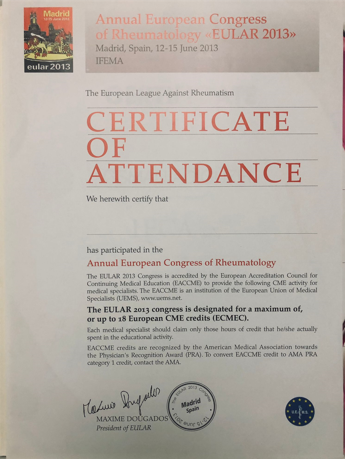 Madrid
eular 2013
Annual European Congress
of Rheumatology «EULAR 2013»
Madrid, Spain, 12-15 June 2013
IFEMA
The European League Against Rheumatism
CERTIFICATE
OF
ATTENDANCE
We herewith certify that
has participated in the
Annual European Congress of Rheumatology
The EULAR 2013 Congress is accredited by the European Accreditation Council for
Continuing Medical Education (EACCME) to provide the following CME activity for
medical specialists. The EACCME is an institution of the European Union of Medical
Specialists (UEMS), www.uems.net.
The EULAR 2013 congress is designated for a maximum of,
or up to 18 European CME credits (ECMEC).
Each medical specialist should claim only those hours of credit that he/she actually
spent in the educational activity.
EACCME credits are recognized by the American Medical Association towards
the Physician's Recognition Award (PRA). To convert EACCME credit to AMA PRA
category 1 credit, contact the AMA.
MAXIME DOUGADOS
President of EULAR
Madrid
Spain